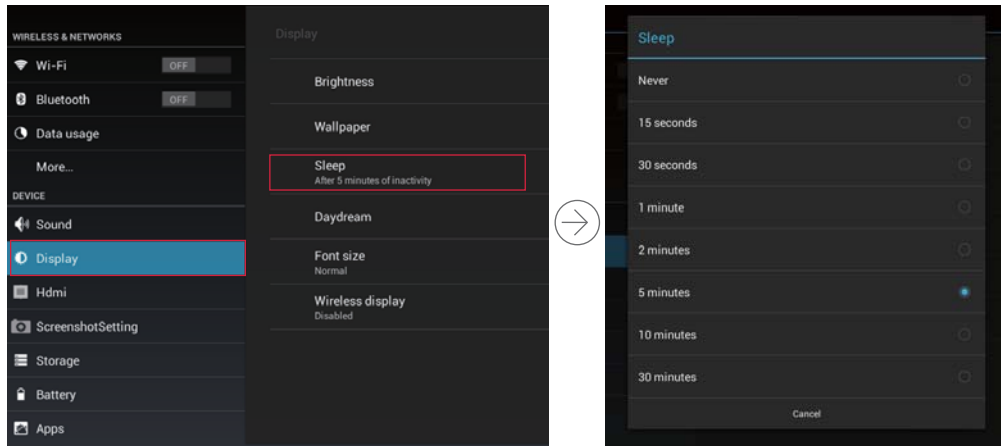 WIRELESS & NETWORKS
Wi-Fi OFF
Bluetooth OFF
Data usage
More...
DEVICE
Sound
Display
Hdmi
ScreenshotSetting
Storage
Battery
Apps
Display
Brightness
Wallpaper
Sleep
After 5 minutes of inactivity
Daydream
Font size
Normal
Wireless display
Disabled
Sleep
Never
15 seconds
30 seconds
1 minute
2 minutes
5 minutes
10 minutes
30 minutes
Cancel